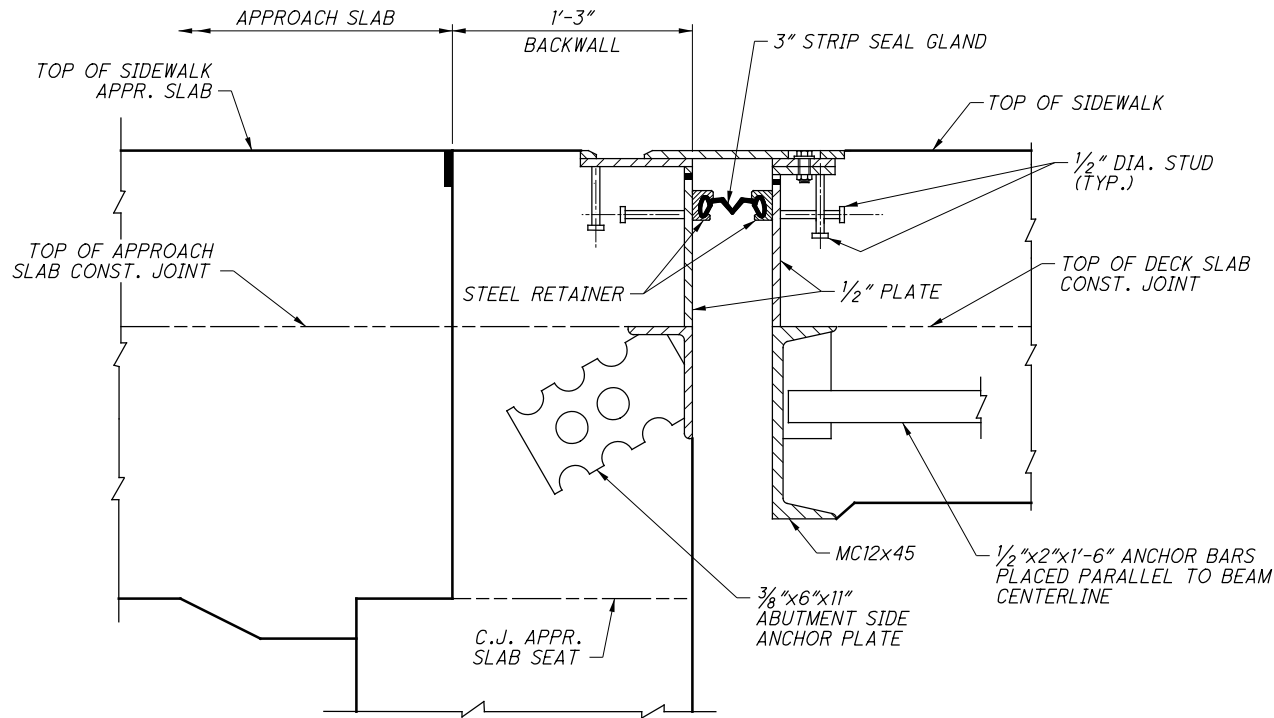 APPROACH SLAB
1'-3"
BACKWALL
3" STRIP SEAL GLAND
TOP OF SIDEWALK
APPR. SLAB
TOP OF SIDEWALK
1/2" DIA. STUD
(TYP.)
TOP OF APPROACH
SLAB CONST. JOINT
STEEL RETAINER
1/2" PLATE
TOP OF DECK SLAB
CONST. JOINT
MC12x45
1/2"x2"x1'-6" ANCHOR BARS
PLACED PARALLEL TO BEAM
CENTERLINE
3/8"x6"x11"
ABUTMENT SIDE
ANCHOR PLATE
C.J. APPR.
SLAB SEAT